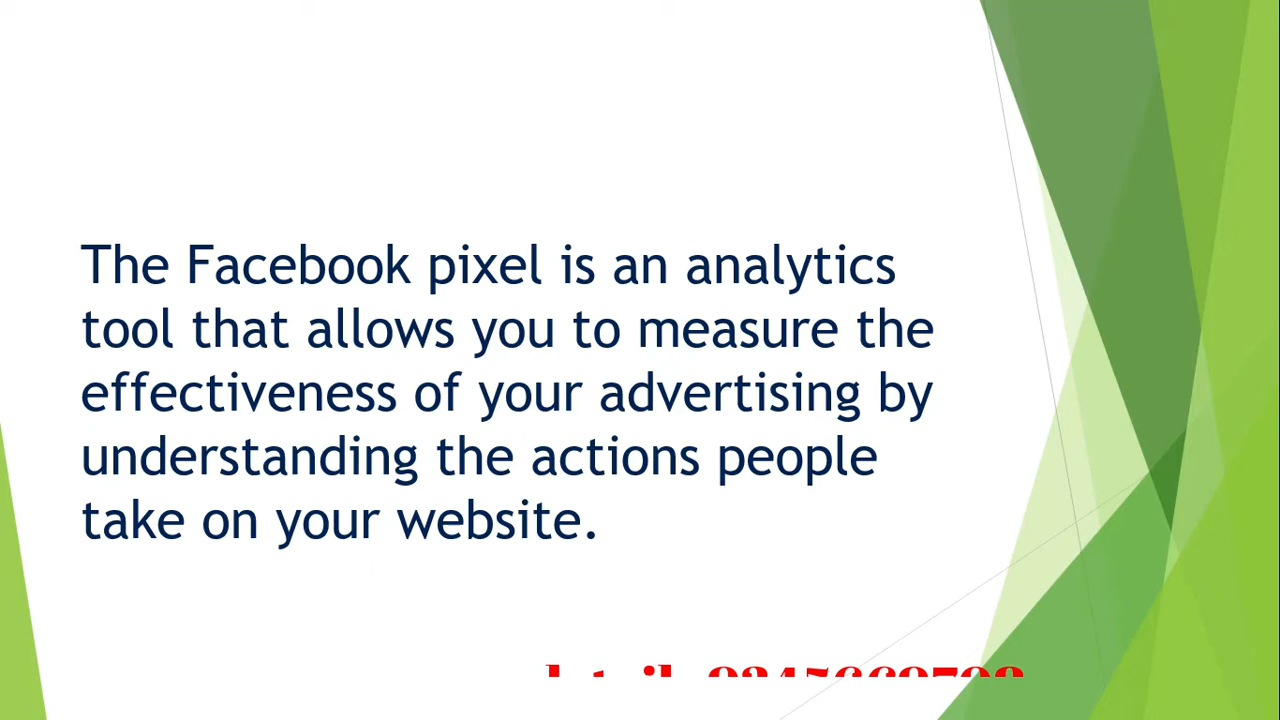 The Facebook pixel is an analytics
tool that allows you to measure the
effectiveness of your advertising by
understanding the actions people
take on your website.